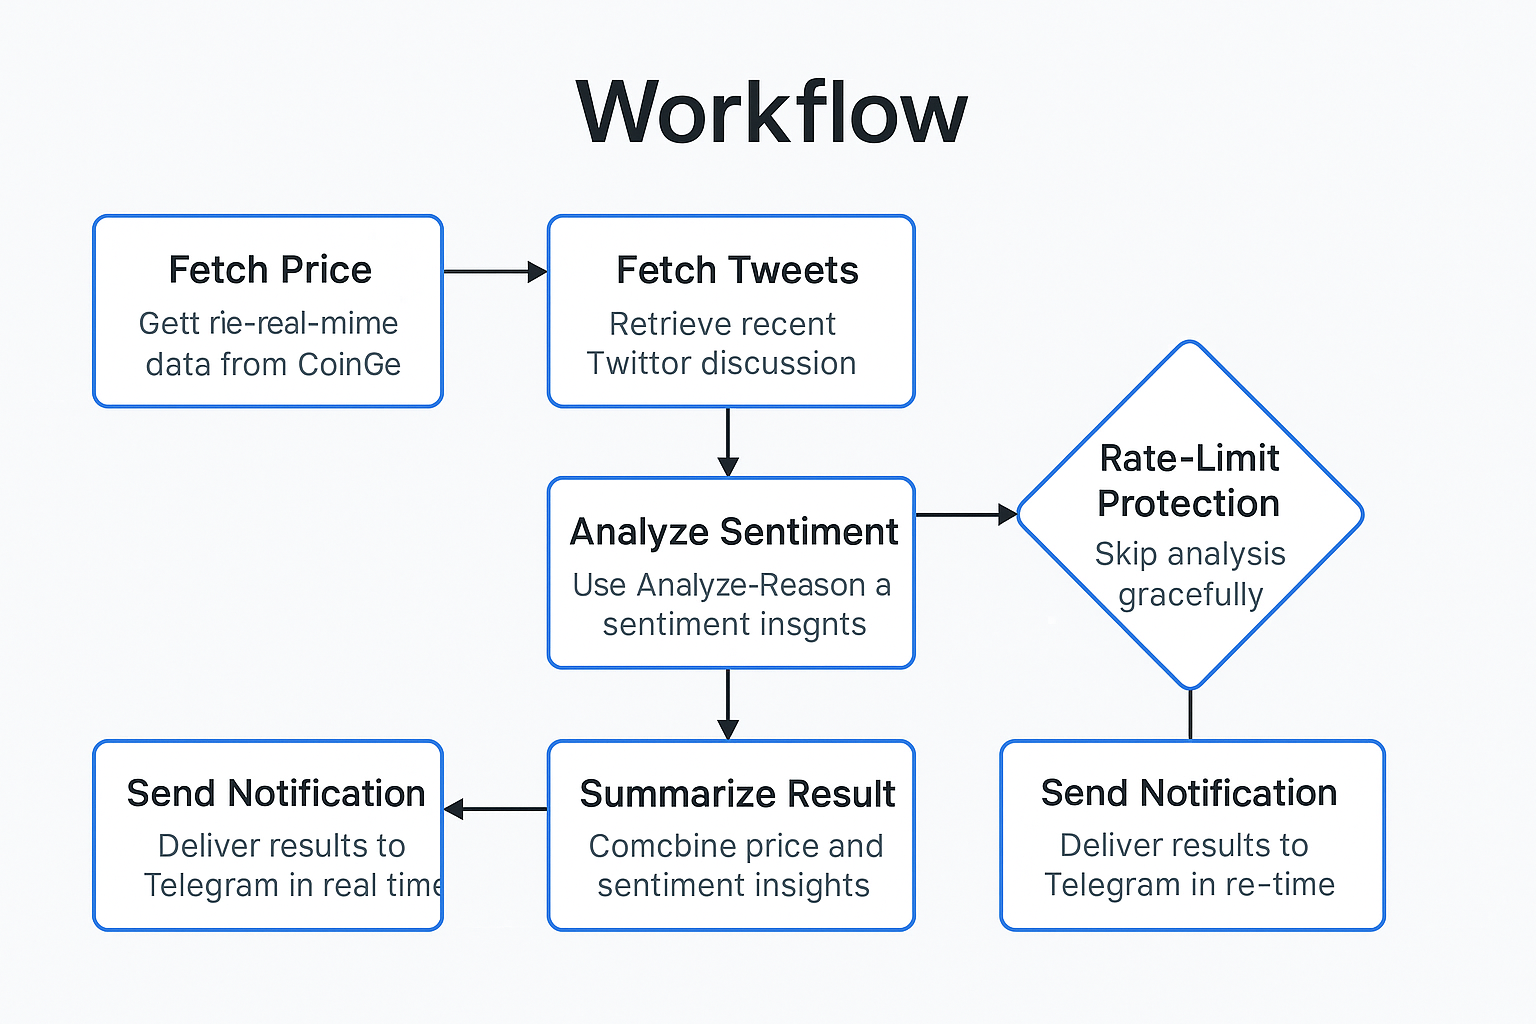 Workflow
Fetch Price
Gett rie-real-mime
data from CoinGe
Fetch Tweets
Retrieve recent
Twittor discussion
Analyze Sentiment
Use Analyze-Reason a
sentiment insgnts
Rate-Limit
Protection
Skip analysis
gracefully
Send Notification
Deliver results to
Telegram in real time
Summarize Result
Comcbine price and
sentiment insights
Send Notification
Deliver results to
Telegram in re-time